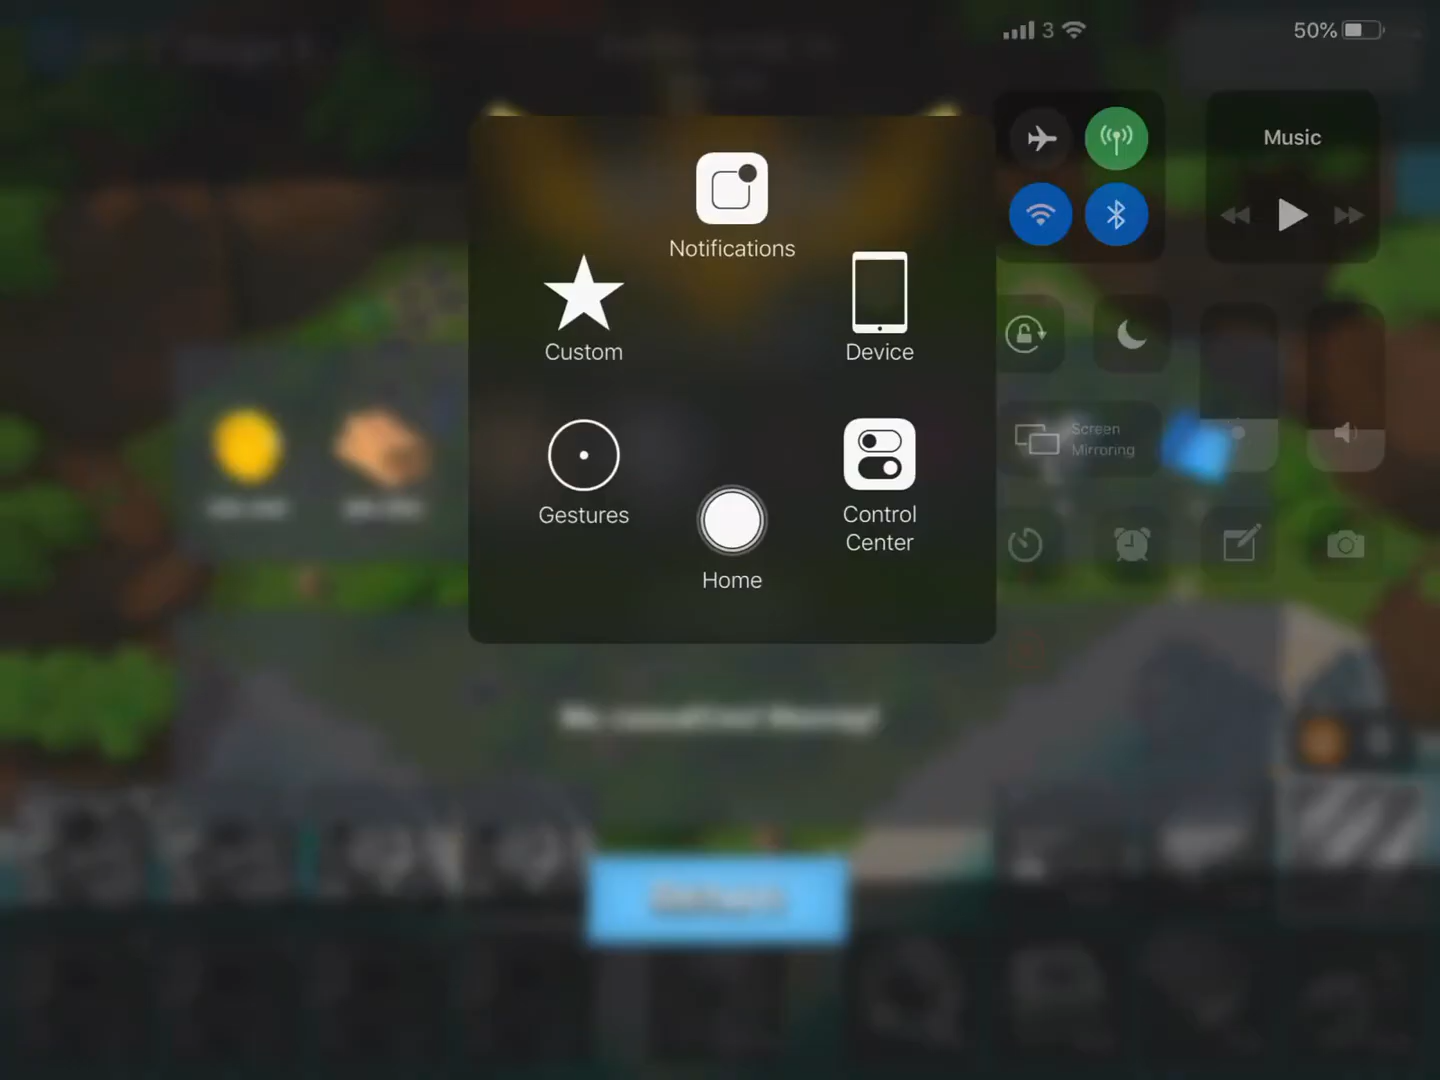 3
50%
Music
Notifications
Custom
Device
Screen
Mirroring
Gestures
Control
Center
Home